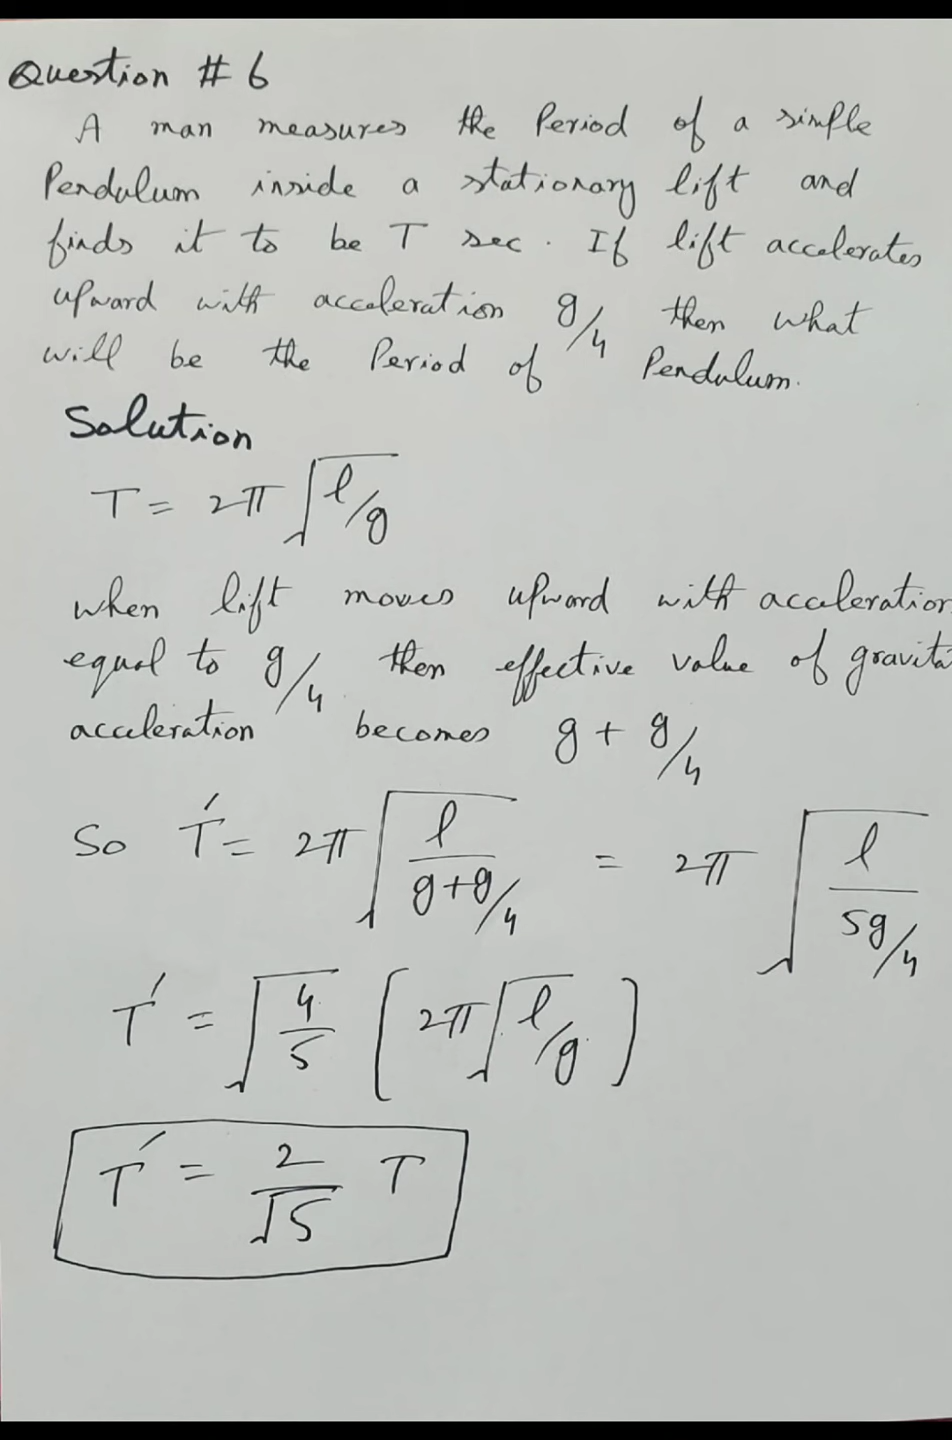 Question # 6
A man measures the Period of a simple
Pendulum inside a stationary lift and
finds it to be T sec. If lift accelerates
upward with acceleration g/4 then what
will be the Period of Pendulum.
Solution
T = 2π √(l/g)
when lift moves upward with acceleration
equal to g/4 then effective value of gravita
acceleration becomes g + g/4
So T́ = 2π √(l/(g+g/4)) = 2π √(l/(5g/4))
T́ = √(4/5) [2π√(l/g)]
T́ = 2/√5 T